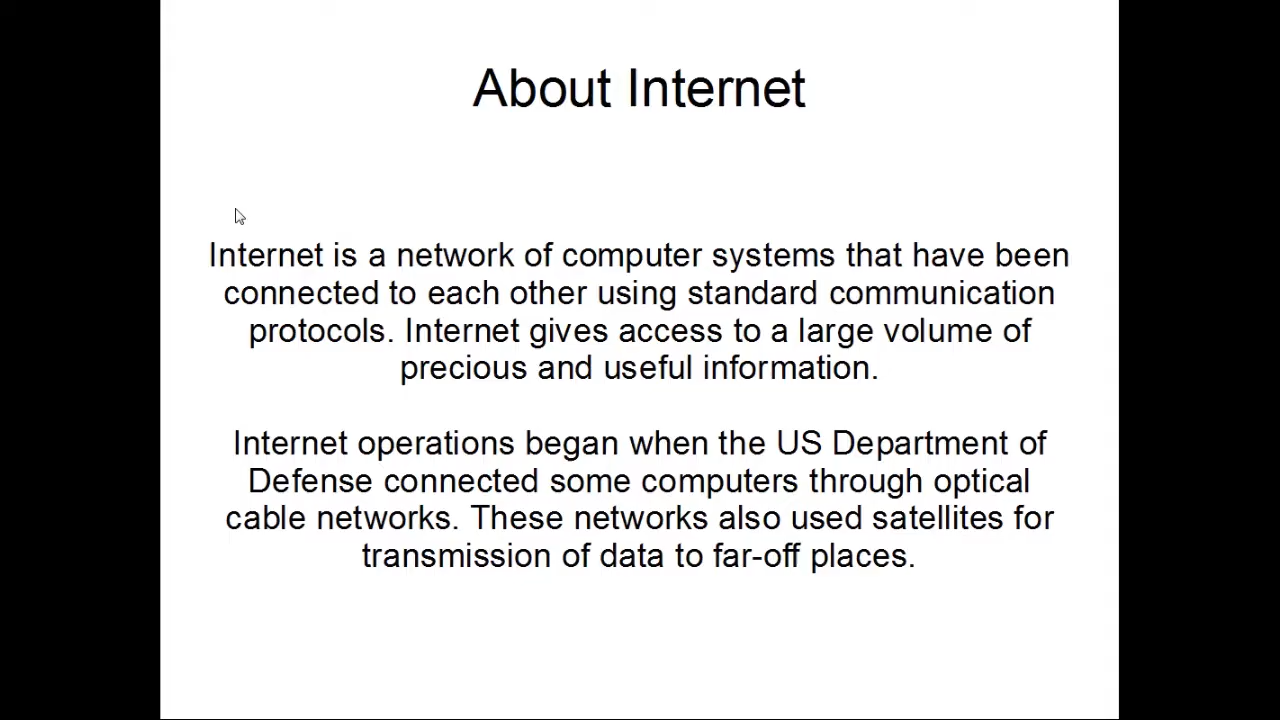 About Internet
Internet is a network of computer systems that have been
connected to each other using standard communication
protocols. Internet gives access to a large volume of
precious and useful information.
Internet operations began when the US Department of
Defense connected some computers through optical
cable networks. These networks also used satellites for
transmission of data to far-off places.